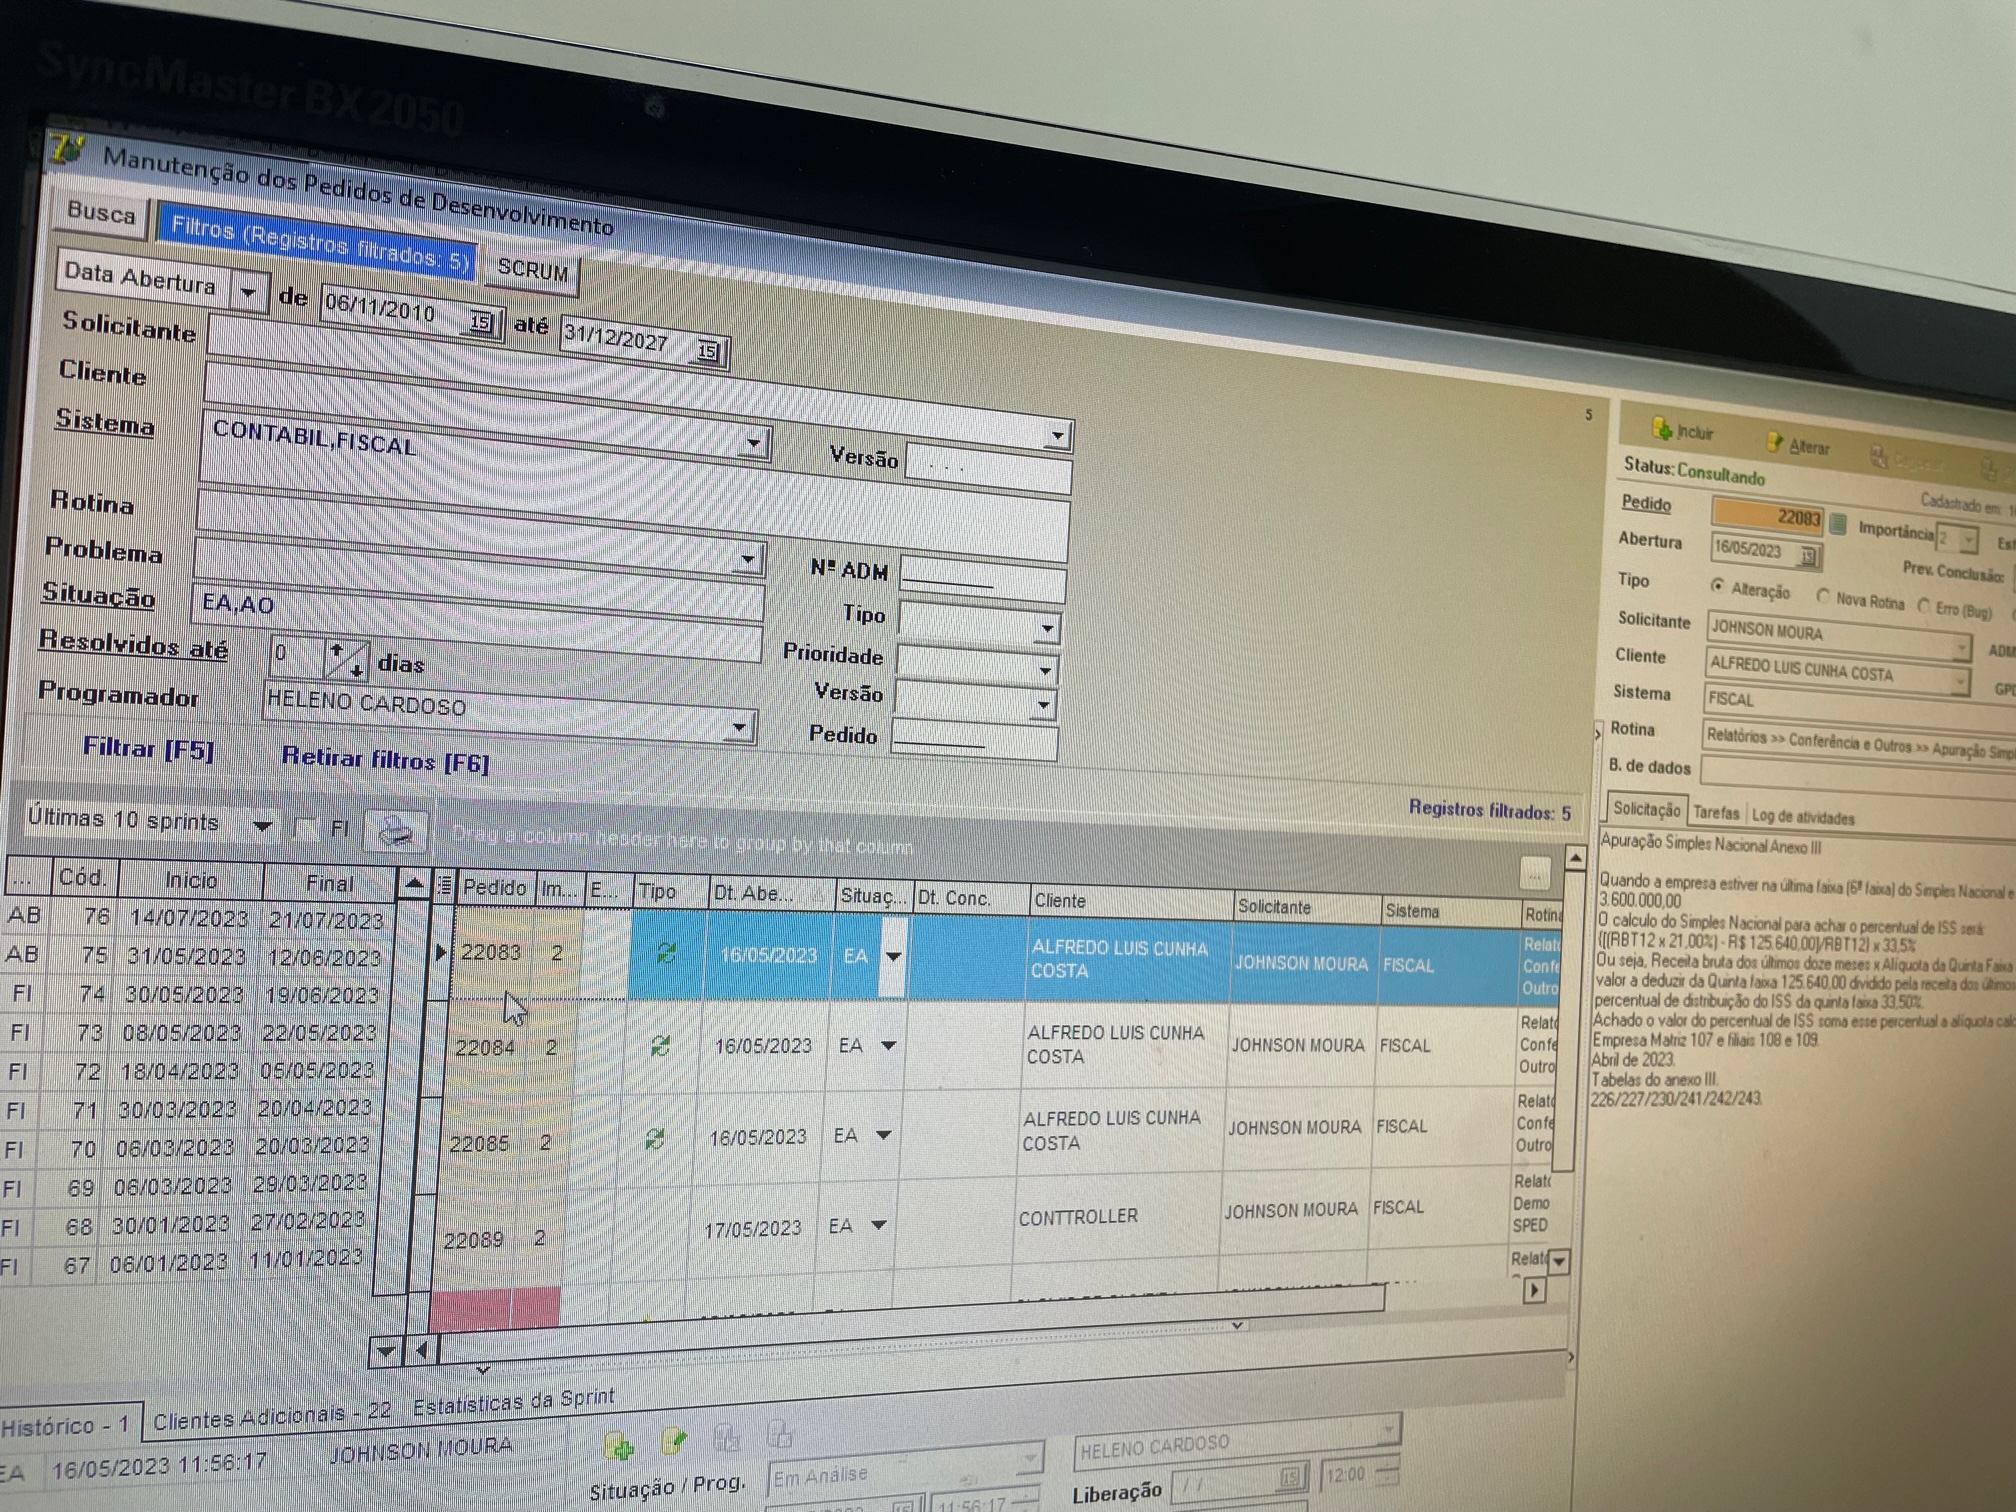 SyncMaster BX2050
Manutenção dos Pedidos de Desenvolvimento
Busca Filtros (Registros filtrados: 5) SCRUM
Data Abertura de 06/11/2010 15 até 31/12/2027 15
Solicitante
Cliente
Sistema CONTABIL,FISCAL Versão . . .
Rotina
Problema Nº ADM
Situação EA,AO Tipo
Resolvidos até 0 dias Prioridade
Programador HELENO CARDOSO Versão
Pedido
Filtrar [F5] Retirar filtros [F6]
Registros filtrados: 5
Últimas 10 sprints FI Drag a column header here to group by that column
... Cód. Inicio Final
AB 76 14/07/2023 21/07/2023
AB 75 31/05/2023 12/06/2023
FI 74 30/05/2023 19/06/2023
FI 73 08/05/2023 22/05/2023
FI 72 18/04/2023 05/05/2023
FI 71 30/03/2023 20/04/2023
FI 70 06/03/2023 20/03/2023
FI 69 06/03/2023 29/03/2023
FI 68 30/01/2023 27/02/2023
FI 67 06/01/2023 11/01/2023
Pedido Im... E... Tipo Dt. Abe... Situaç... Dt. Conc. Cliente Solicitante Sistema Rotina
...
22083 2 16/05/2023 EA ALFREDO LUIS CUNHA COSTA JOHNSON MOURA FISCAL Relató Confe Outro
22084 2 16/05/2023 EA ALFREDO LUIS CUNHA COSTA JOHNSON MOURA FISCAL Relató Confe Outro
22085 2 16/05/2023 EA ALFREDO LUIS CUNHA COSTA JOHNSON MOURA FISCAL Relató Confe Outro
22089 2 17/05/2023 EA CONTTROLLER JOHNSON MOURA FISCAL Relató Demo SPED
Relató
Histórico - 1 Clientes Adicionais - 22 Estatísticas da Sprint
EA 16/05/2023 11:56:17 JOHNSON MOURA
Situação / Prog. Em Análise HELENO CARDOSO
15 11:56:17 Liberação / / 15 12:00
5
Incluir Alterar
Status: Consultando
Cadastrado em: 1
Pedido 22083 Importância 2 Est
Abertura 16/05/2023 15 Prev. Conclusão:
Tipo Alteração Nova Rotina Erro (Bug)
Solicitante JOHNSON MOURA ADM
Cliente ALFREDO LUIS CUNHA COSTA
Sistema FISCAL
Rotina Relatórios >> Conferência e Outros >> Apuração Simpl
B. de dados
Solicitação Tarefas Log de atividades
Apuração Simples Nacional Anexo III
Quando a empresa estiver na última faixa (6ª faixa) do Simples Nacional e
3.600.000,00
O calculo do Simples Nacional para achar o percentual de ISS será:
{[(RBT12 x 21,00%) - R$ 125.640,00]/RBT12} x 33,5%
Ou seja, Receita bruta dos últimos doze meses x Alíquota da Quinta Faixa
valor a deduzir da Quinta faixa 125.640,00 dividido pela receita dos últimos
percentual de distribuição do ISS da quinta faixa 33,50%.
Achado o valor do percentual de ISS soma esse percentual a alíquota calc
Empresa Matriz 107 e filiais 108 e 109.
Abril de 2023.
Tabelas do anexo III.
226/227/230/241/242/243.